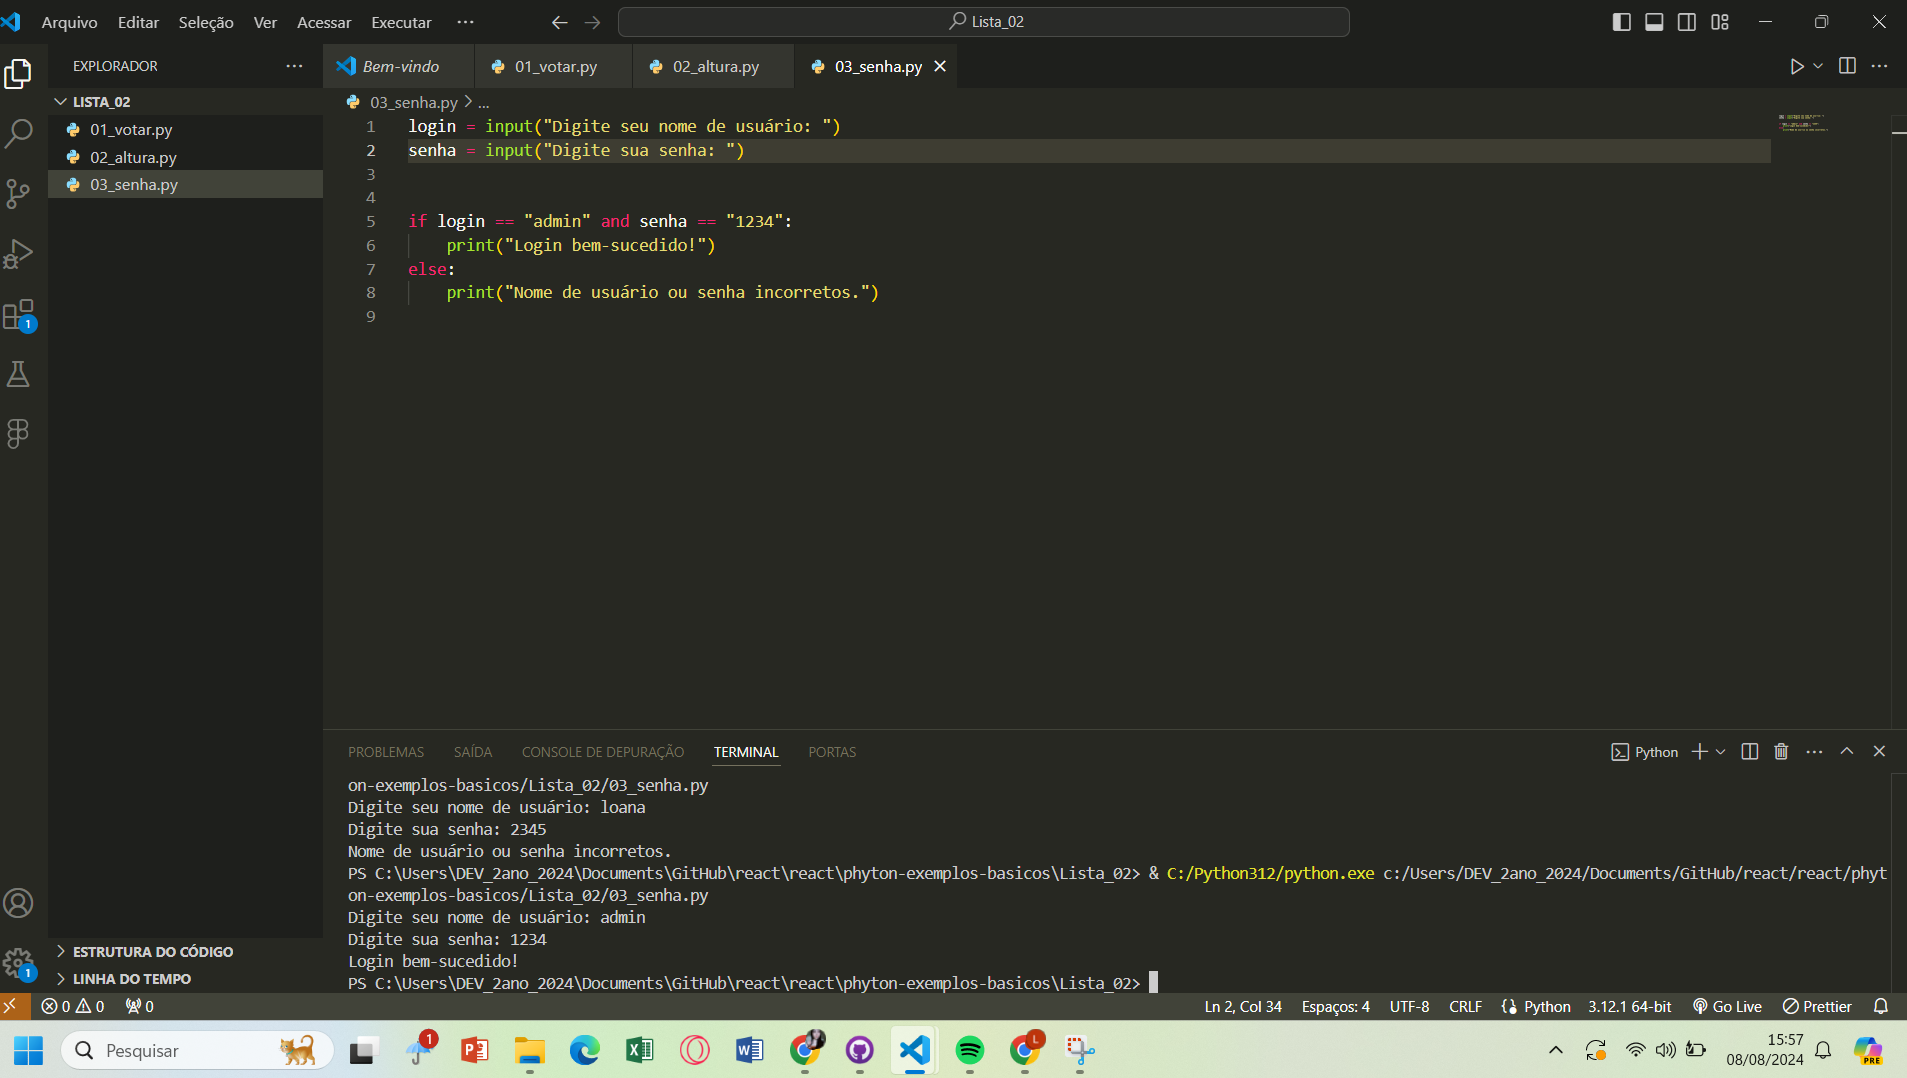 Arquivo Editar Seleção Ver Acessar Executar ··· Lista_02
EXPLORADOR ···
LISTA_02
01_votar.py
02_altura.py
03_senha.py
Bem-vindo 01_votar.py 02_altura.py 03_senha.py
03_senha.py > ...
1 login = input("Digite seu nome de usuário: ")
2 senha = input("Digite sua senha: ")
3
4
5 if login == "admin" and senha == "1234":
6 print("Login bem-sucedido!")
7 else:
8 print("Nome de usuário ou senha incorretos.")
9
1
PROBLEMAS SAÍDA CONSOLE DE DEPURAÇÃO TERMINAL PORTAS Python
on-exemplos-basicos/Lista_02/03_senha.py
Digite seu nome de usuário: loana
Digite sua senha: 2345
Nome de usuário ou senha incorretos.
PS C:\Users\DEV_2ano_2024\Documents\GitHub\react\react\phyton-exemplos-basicos\Lista_02> & C:/Python312/python.exe c:/Users/DEV_2ano_2024/Documents/GitHub/react/react/phyt
on-exemplos-basicos/Lista_02/03_senha.py
Digite seu nome de usuário: admin
Digite sua senha: 1234
Login bem-sucedido!
PS C:\Users\DEV_2ano_2024\Documents\GitHub\react\react\phyton-exemplos-basicos\Lista_02>
ESTRUTURA DO CÓDIGO
LINHA DO TEMPO
1
0 0 0 Ln 2, Col 34 Espaços: 4 UTF-8 CRLF Python 3.12.1 64-bit Go Live Prettier
Pesquisar 1 L 15:57
08/08/2024
PRE